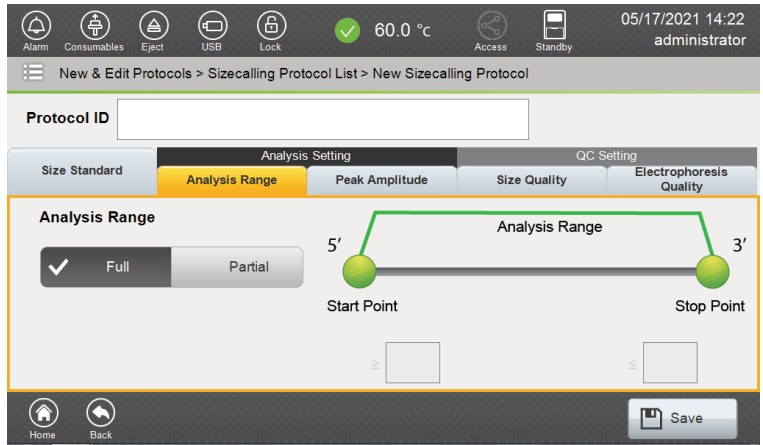 Alarm Consumables Eject USB Lock 60.0 °c Access Standby 05/17/2021 14:22
administrator
New & Edit Protocols > Sizecalling Protocol List > New Sizecalling Protocol
Protocol ID
Size Standard
Analysis Setting
QC Setting
Analysis Range
Peak Amplitude
Size Quality
Electrophoresis
Quality
Analysis Range
Full
Partial
Analysis Range
5′
3′
Start Point
Stop Point
≥
≤
Home
Back
Save